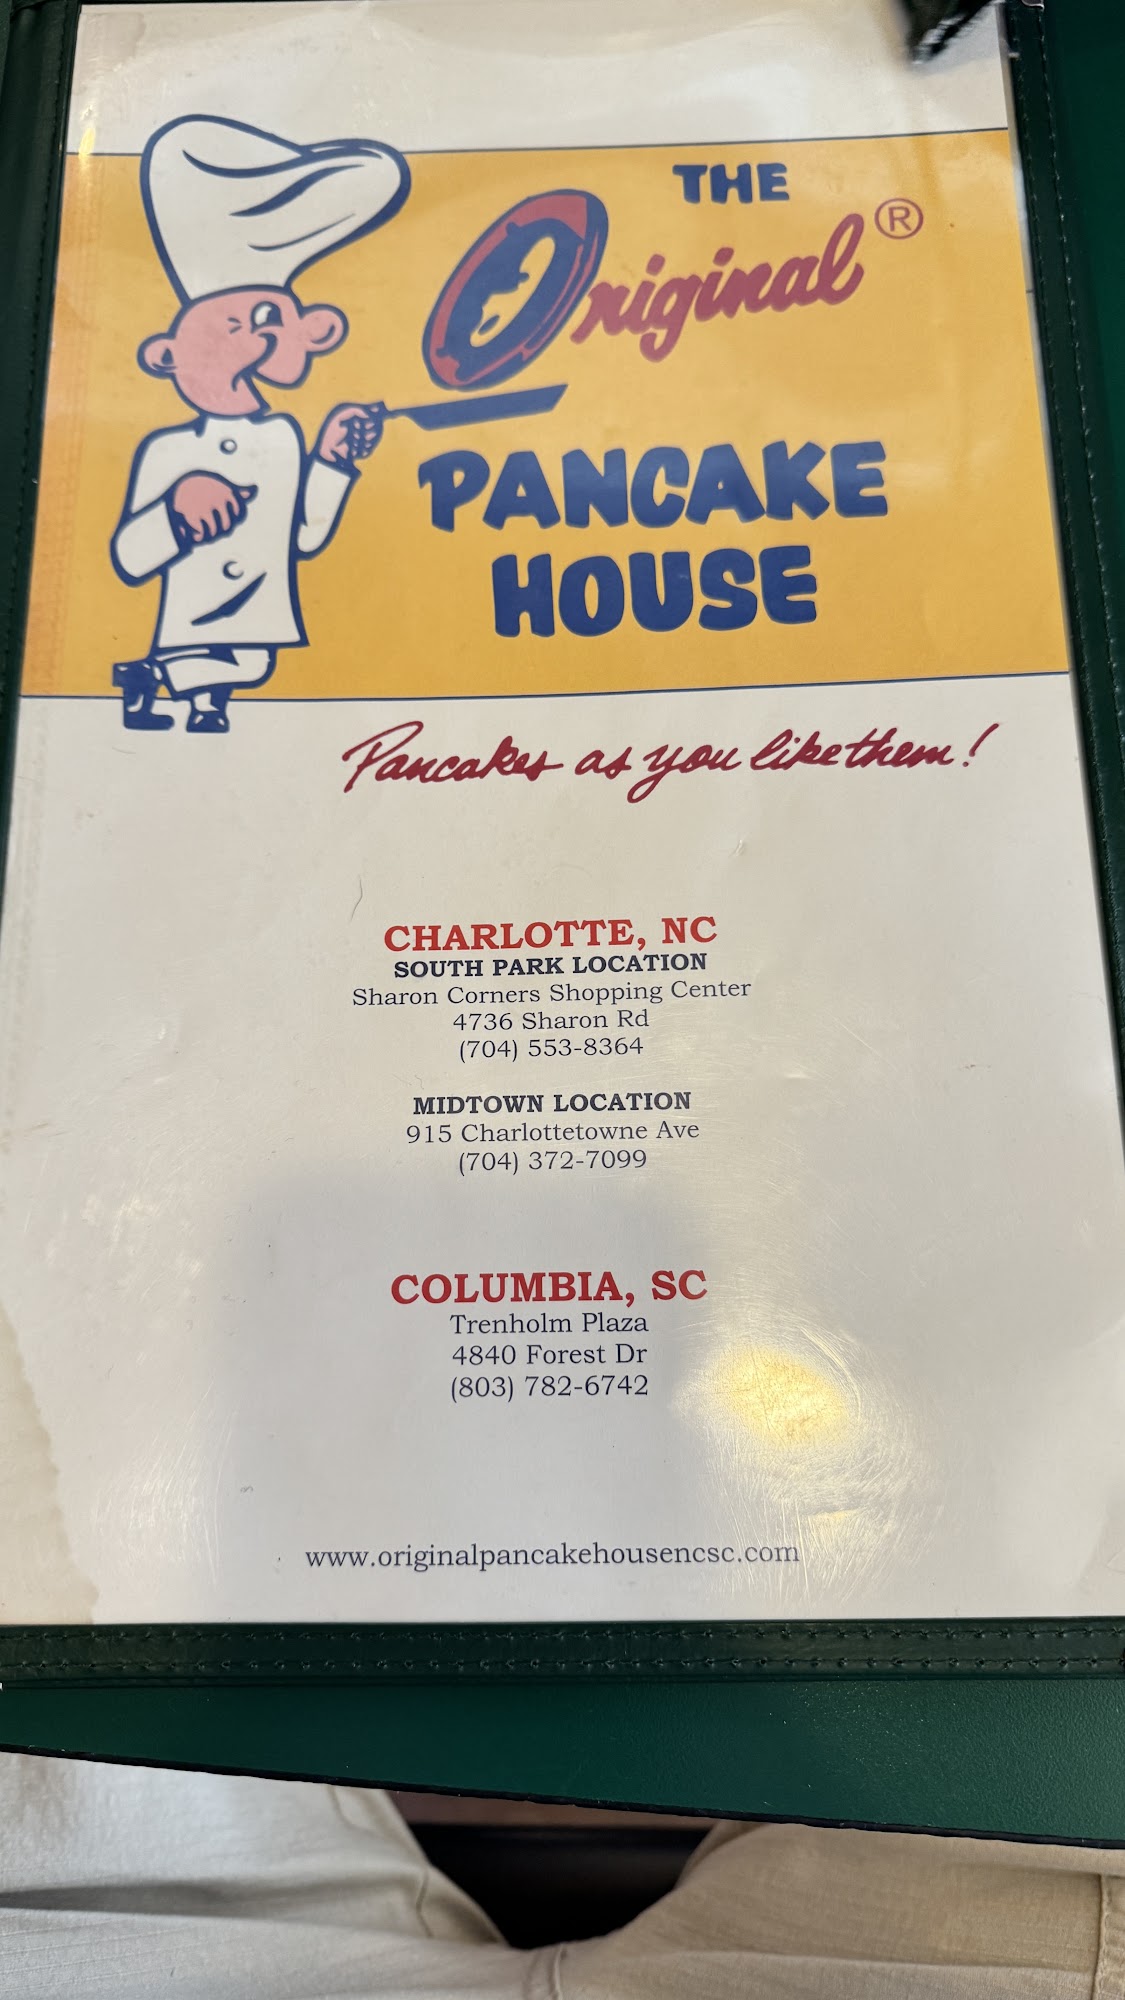 THE
Original®
PANCAKE
HOUSE
Pancakes as you like them!
CHARLOTTE, NC
SOUTH PARK LOCATION
Sharon Corners Shopping Center
4736 Sharon Rd
(704) 553-8364
MIDTOWN LOCATION
915 Charlottetowne Ave
(704) 372-7099
COLUMBIA, SC
Trenholm Plaza
4840 Forest Dr
(803) 782-6742
www.originalpancakehousencsc.com